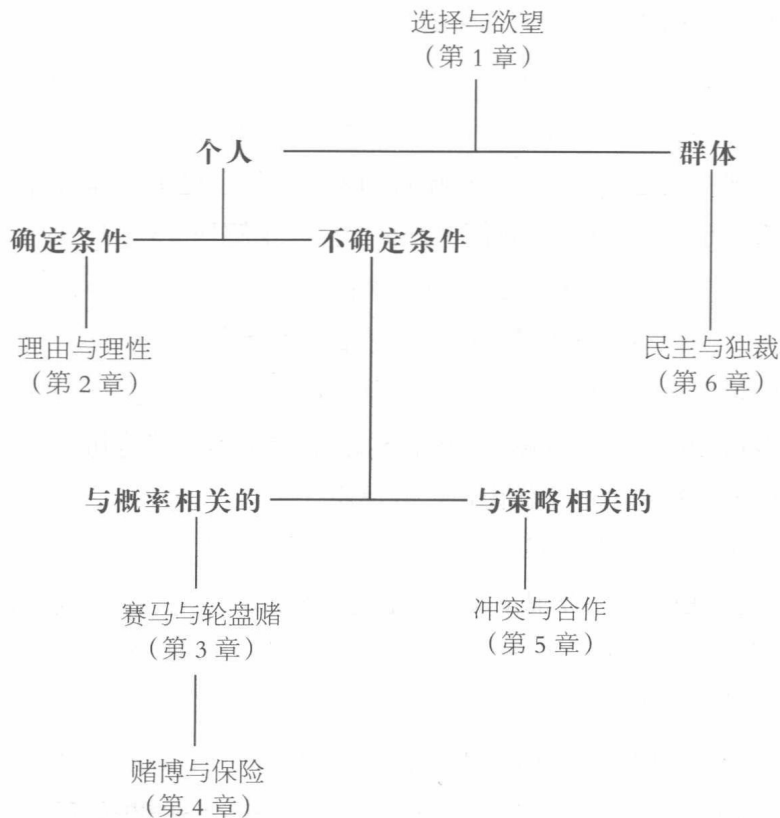 选择与欲望
（第 1 章）
个人
群体
确定条件
不确定条件
理由与理性
（第 2 章）
民主与独裁
（第 6 章）
与概率相关的
与策略相关的
赛马与轮盘赌
（第 3 章）
冲突与合作
（第 5 章）
赌博与保险
（第 4 章）